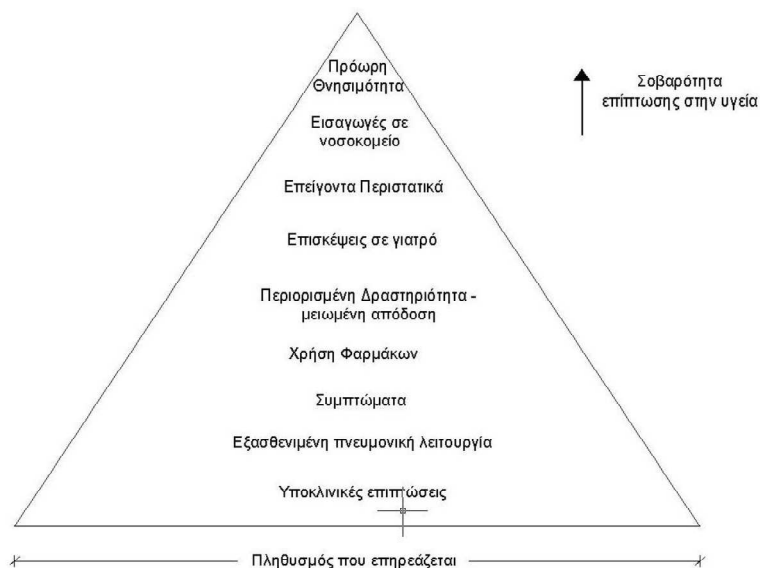 Πρόωρη
Θνησιμότητα
Σοβαρότητα
επίπτωσης στην υγεία
Εισαγωγές σε
νοσοκομείο
Επείγοντα Περιστατικά
Επισκέψεις σε γιατρό
Περιορισμένη Δραστηριότητα -
μειωμένη απόδοση
Χρήση Φαρμάκων
Συμπτώματα
Εξασθενιμένη πνευμονική λειτουργία
Υποκλινικές επιπτώσεις
Πληθυσμός που επηρεάζεται